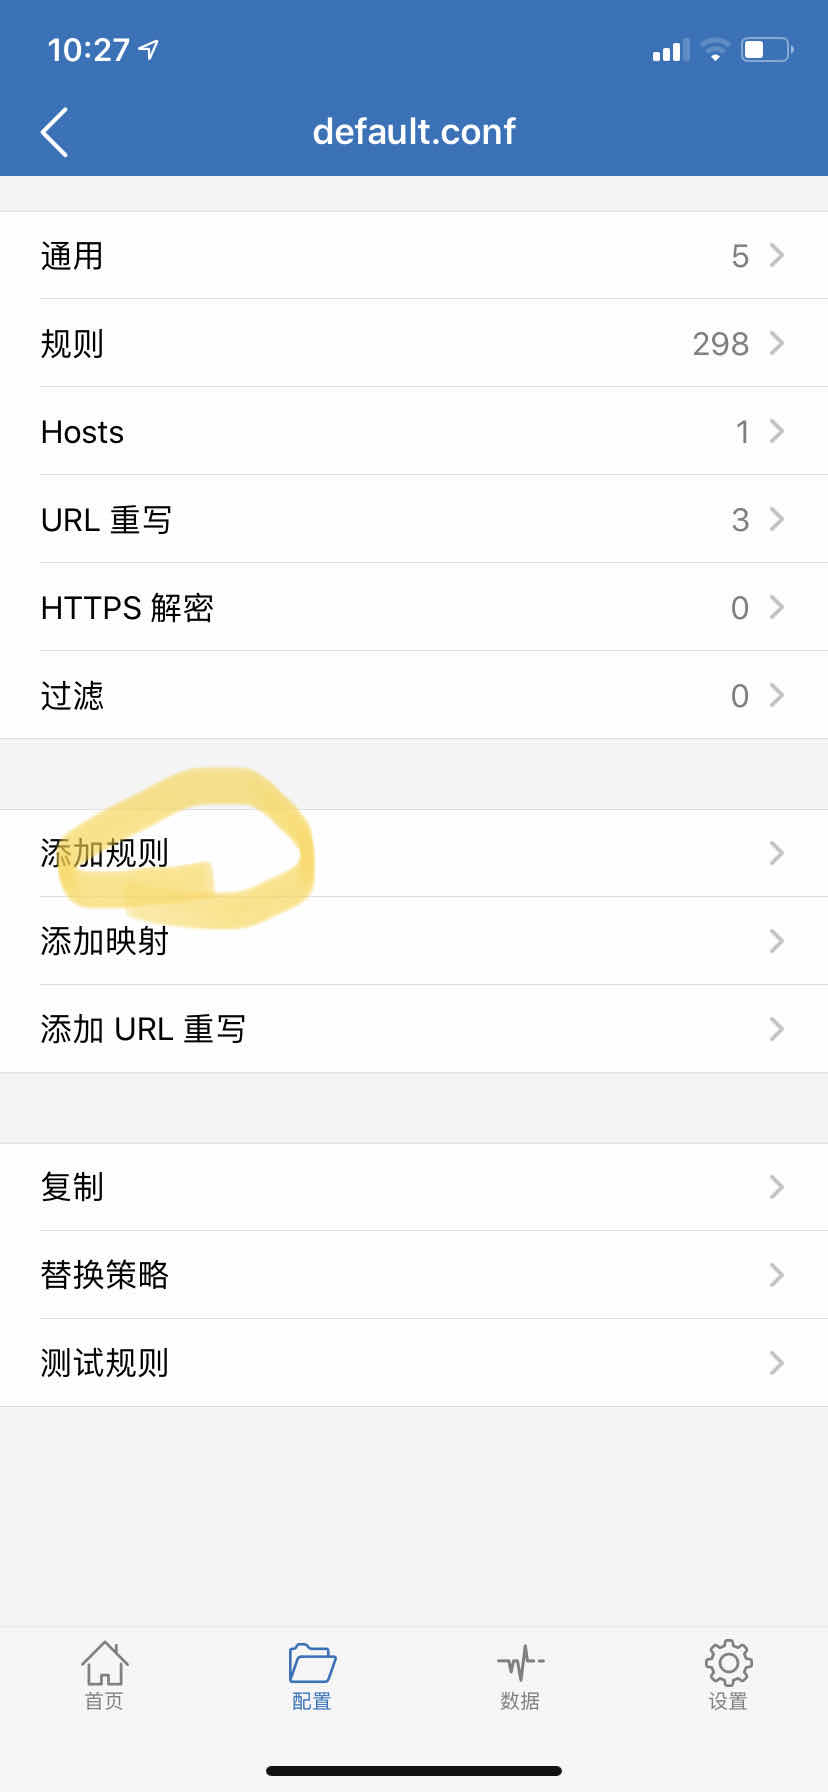 10:27
default.conf
通用 5
规则 298
Hosts 1
URL 重写 3
HTTPS 解密 0
过滤 0
添加规则
添加映射
添加 URL 重写
复制
替换策略
测试规则
首页 配置 数据 设置